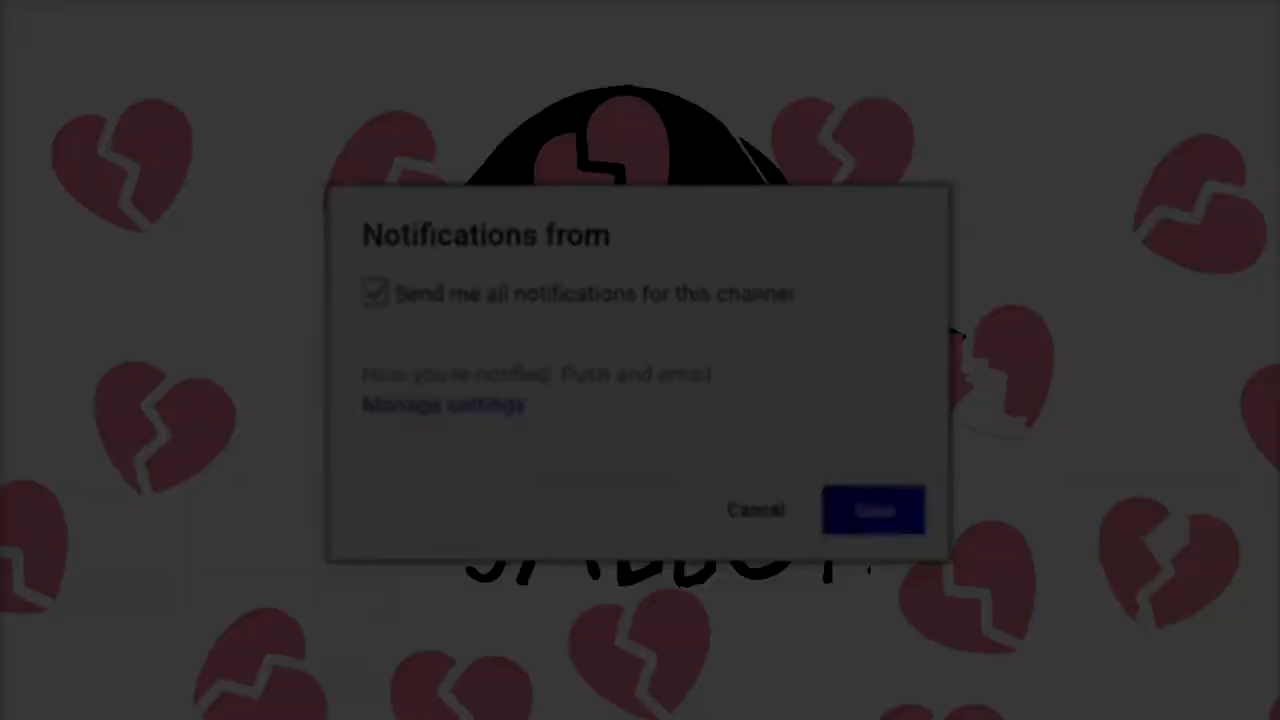 Notifications from
Send me all notifications for this channel
How you're notified: Push and email
Manage settings
Cancel
Save